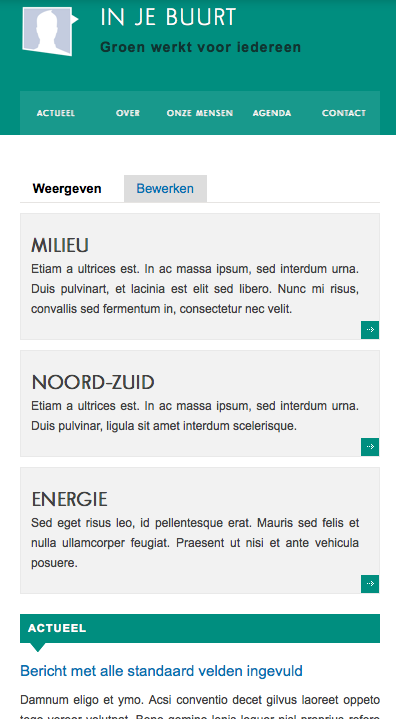 IN JE BUURT
Groen werkt voor iedereen
ACTUEEL OVER ONZE MENSEN AGENDA CONTACT
Weergeven Bewerken
MILIEU
Etiam a ultrices est. In ac massa ipsum, sed interdum urna.
Duis pulvinart, et lacinia est elit sed libero. Nunc mi risus,
convallis sed fermentum in, consectetur nec velit.
NOORD-ZUID
Etiam a ultrices est. In ac massa ipsum, sed interdum urna.
Duis pulvinar, ligula sit amet interdum scelerisque.
ENERGIE
Sed eget risus leo, id pellentesque erat. Mauris sed felis et
nulla ullamcorper feugiat. Praesent ut nisi et ante vehicula
posuere.
ACTUEEL
Bericht met alle standaard velden ingevuld
Damnum eligo et ymo. Acsi conventio decet gilvus laoreet oppeto